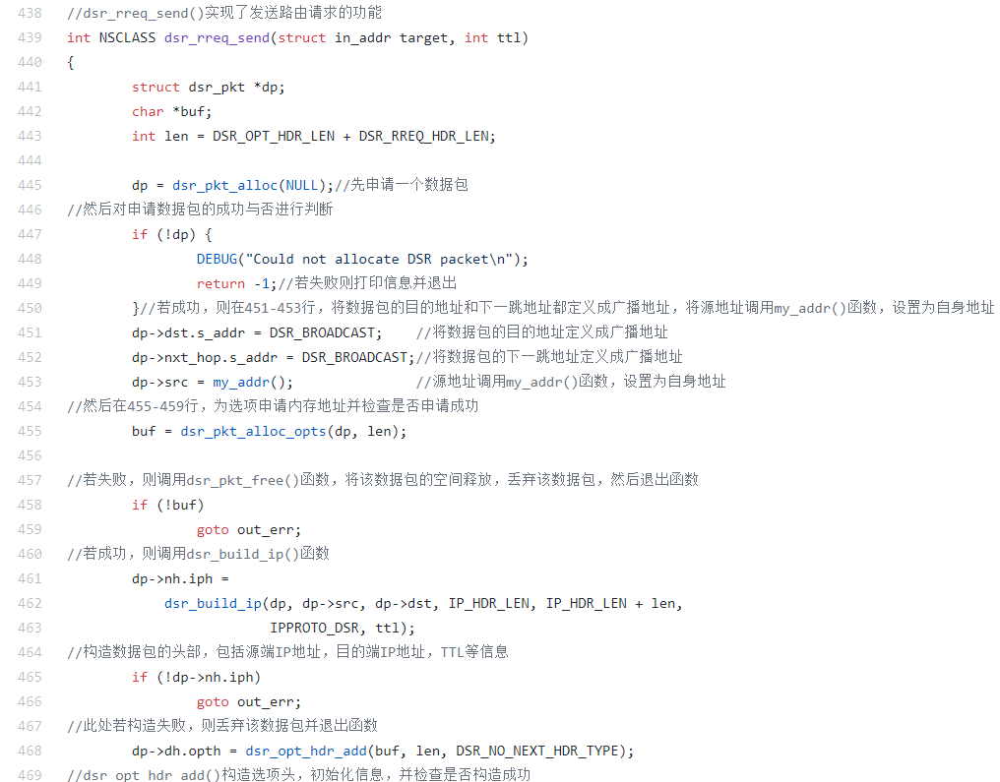 438 //dsr_rreq_send()实现了发送路由请求的功能
439 int NSCLASS dsr_rreq_send(struct in_addr target, int ttl)
440 {
441 struct dsr_pkt *dp;
442 char *buf;
443 int len = DSR_OPT_HDR_LEN + DSR_RREQ_HDR_LEN;
444
445 dp = dsr_pkt_alloc(NULL);//先申请一个数据包
446 //然后对申请数据包的成功与否进行判断
447 if (!dp) {
448 DEBUG("Could not allocate DSR packet\n");
449 return -1;//若失败则打印信息并退出
450 }//若成功，则在451-453行，将数据包的目的地址和下一跳地址都定义成广播地址，将源地址调用my_addr()函数，设置为自身地址
451 dp->dst.s_addr = DSR_BROADCAST; //将数据包的目的地址定义成广播地址
452 dp->nxt_hop.s_addr = DSR_BROADCAST;//将数据包的下一跳地址定义成广播地址
453 dp->src = my_addr(); //源地址调用my_addr()函数，设置为自身地址
454 //然后在455-459行，为选项申请内存地址并检查是否申请成功
455 buf = dsr_pkt_alloc_opts(dp, len);
456
457 //若失败，则调用dsr_pkt_free()函数，将该数据包的空间释放，丢弃该数据包，然后退出函数
458 if (!buf)
459 goto out_err;
460 //若成功，则调用dsr_build_ip()函数
461 dp->nh.iph =
462 dsr_build_ip(dp, dp->src, dp->dst, IP_HDR_LEN, IP_HDR_LEN + len,
463 IPPROTO_DSR, ttl);
464 //构造数据包的头部，包括源端IP地址，目的端IP地址，TTL等信息
465 if (!dp->nh.iph)
466 goto out_err;
467 //此处若构造失败，则丢弃该数据包并退出函数
468 dp->dh.opth = dsr_opt_hdr_add(buf, len, DSR_NO_NEXT_HDR_TYPE);
469 //dsr_opt_hdr_add()构造选项头，初始化信息，并检查是否构造成功